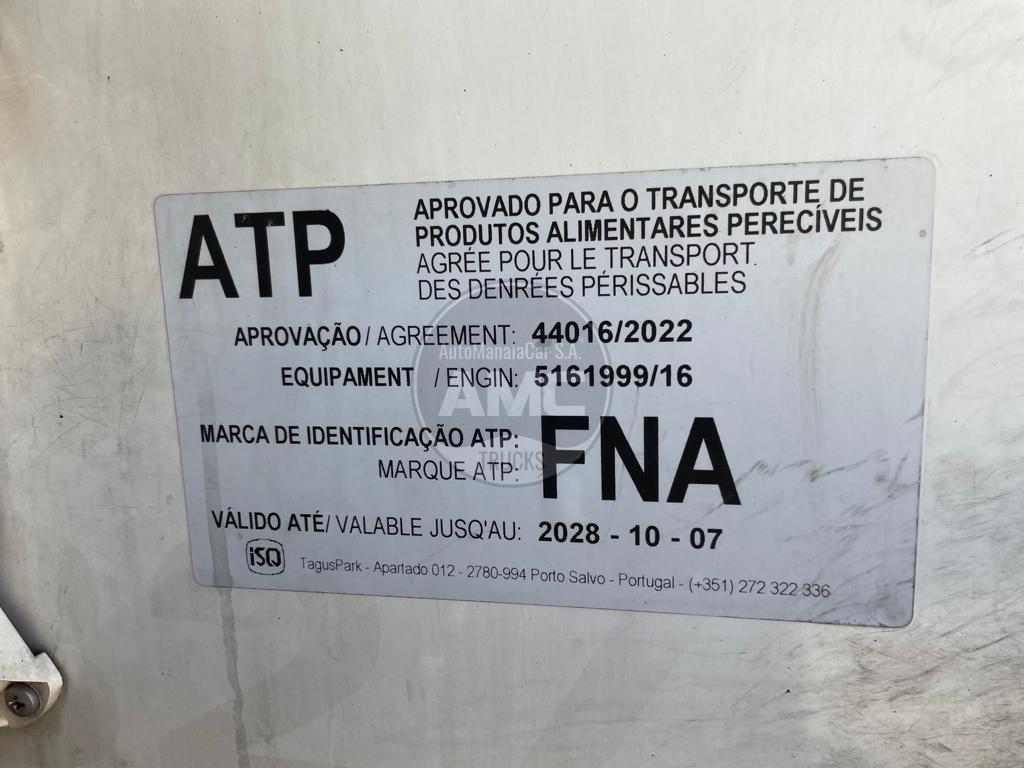 ATP
APROVADO PARA O TRANSPORTE DE
PRODUTOS ALIMENTARES PERECÍVEIS
AGRÉE POUR LE TRANSPORT.
DES DENRÉES PÉRISSABLES
APROVAÇÃO / AGREEMENT: 44016/2022
AutoManaiaCar S.A.
EQUIPAMENT / ENGIN: 5161999/16
AMC
TRUCKS
MARCA DE IDENTIFICAÇÃO ATP: FNA
MARQUE ATP:
VÁLIDO ATÉ/ VALABLE JUSQ'AU: 2028 - 10 - 07
iSQ
TagusPark - Apartado 012 - 2780-994 Porto Salvo - Portugal - (+351) 272 322 336